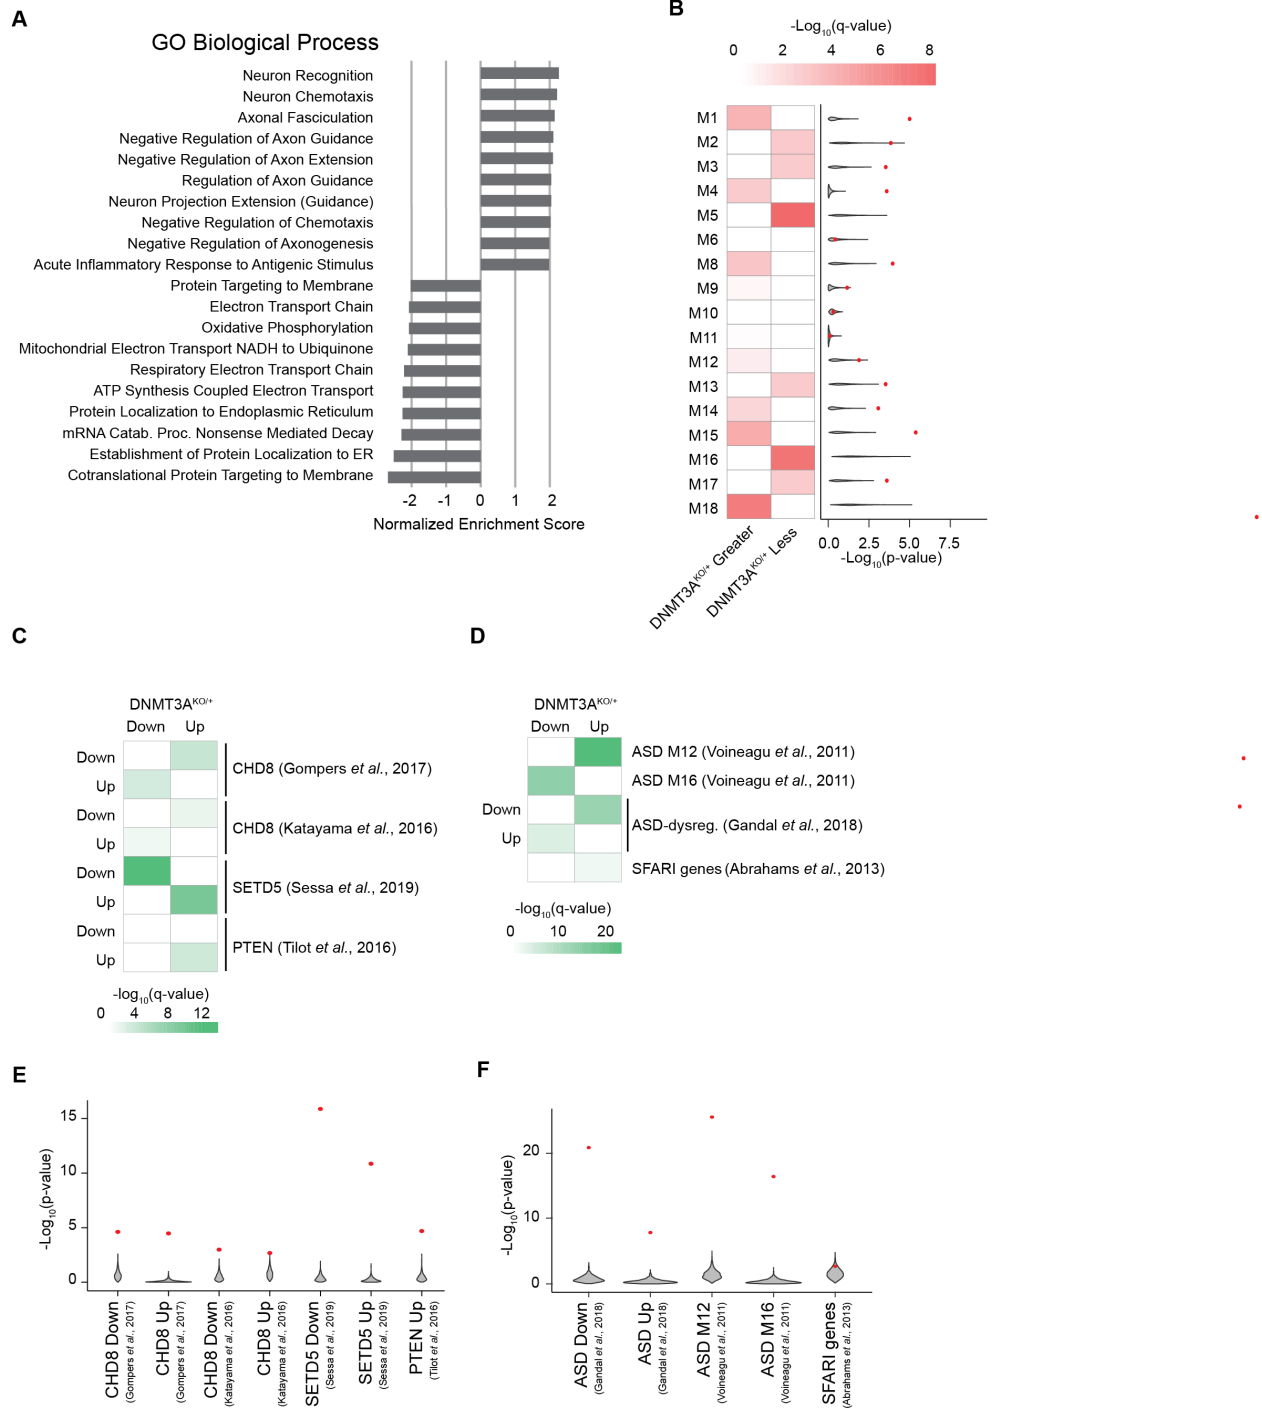 A
GO Biological Process
Neuron Recognition
Neuron Chemotaxis
Axonal Fasciculation
Negative Regulation of Axon Guidance
Negative Regulation of Axon Extension
Regulation of Axon Guidance
Neuron Projection Extension (Guidance)
Negative Regulation of Chemotaxis
Negative Regulation of Axonogenesis
Acute Inflammatory Response to Antigenic Stimulus
Protein Targeting to Membrane
Electron Transport Chain
Oxidative Phosphorylation
Mitochondrial Electron Transport NADH to Ubiquinone
Respiratory Electron Transport Chain
ATP Synthesis Coupled Electron Transport
Protein Localization to Endoplasmic Reticulum
mRNA Catab. Proc. Nonsense Mediated Decay
Establishment of Protein Localization to ER
Cotranslational Protein Targeting to Membrane
-2 -1 0 1 2
Normalized Enrichment Score
B
-Log10(q-value)
0 2 4 6 8
M1
M2
M3
M4
M5
M6
M8
M9
M10
M11
M12
M13
M14
M15
M16
M17
M18
DNMT3AKO/+ Greater
DNMT3AKO/+ Less
0.0 2.5 5.0 7.5
-Log10(p-value)
C
DNMT3AKO/+
Down Up
Down
Up
CHD8 (Gompers et al., 2017)
Down
Up
CHD8 (Katayama et al., 2016)
Down
Up
SETD5 (Sessa et al., 2019)
Down
Up
PTEN (Tilot et al., 2016)
-log10(q-value)
0 4 8 12
D
DNMT3AKO/+
Down Up
ASD M12 (Voineagu et al., 2011)
ASD M16 (Voineagu et al., 2011)
Down
Up
ASD-dysreg. (Gandal et al., 2018)
SFARI genes (Abrahams et al., 2013)
-log10(q-value)
0 10 20
E
-Log10(p-value)
15
10
5
0
CHD8 Down
(Gompers et al., 2017)
CHD8 Up
(Gompers et al., 2017)
CHD8 Down
(Katayama et al., 2016)
CHD8 Up
(Katayama et al., 2016)
SETD5 Down
(Sessa et al., 2019)
SETD5 Up
(Sessa et al., 2019)
PTEN Up
(Tilot et al., 2016)
F
-Log10(p-value)
20
10
0
ASD Down
(Gandal et al., 2018)
ASD Up
(Gandal et al., 2018)
ASD M12
(Voineagu et al., 2011)
ASD M16
(Voineagu et al., 2011)
SFARI genes
(Abrahams et al., 2013)